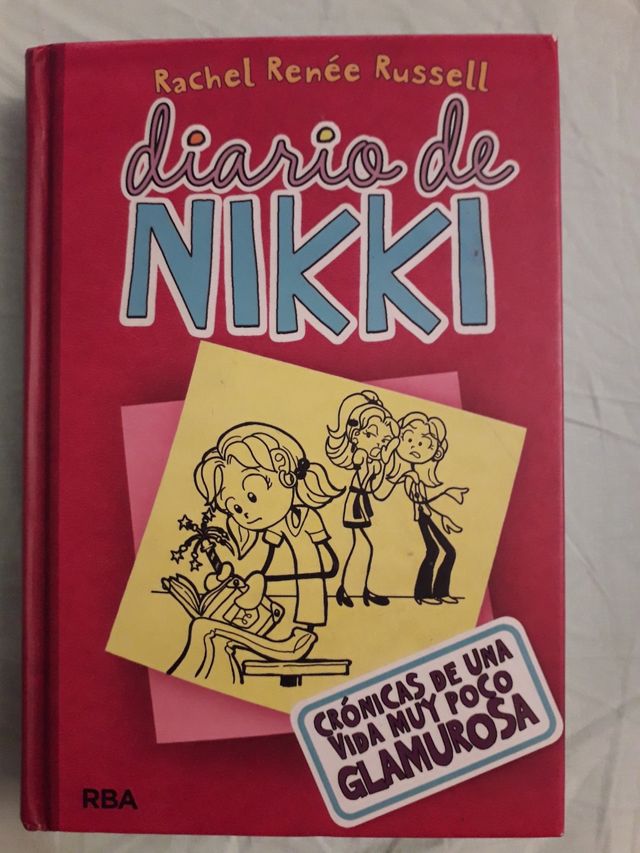 Rachel Renée Russell
diario de
NIKKI
CRÓNICAS DE UNA
VIDA MUY POCO
GLAMUROSA
RBA